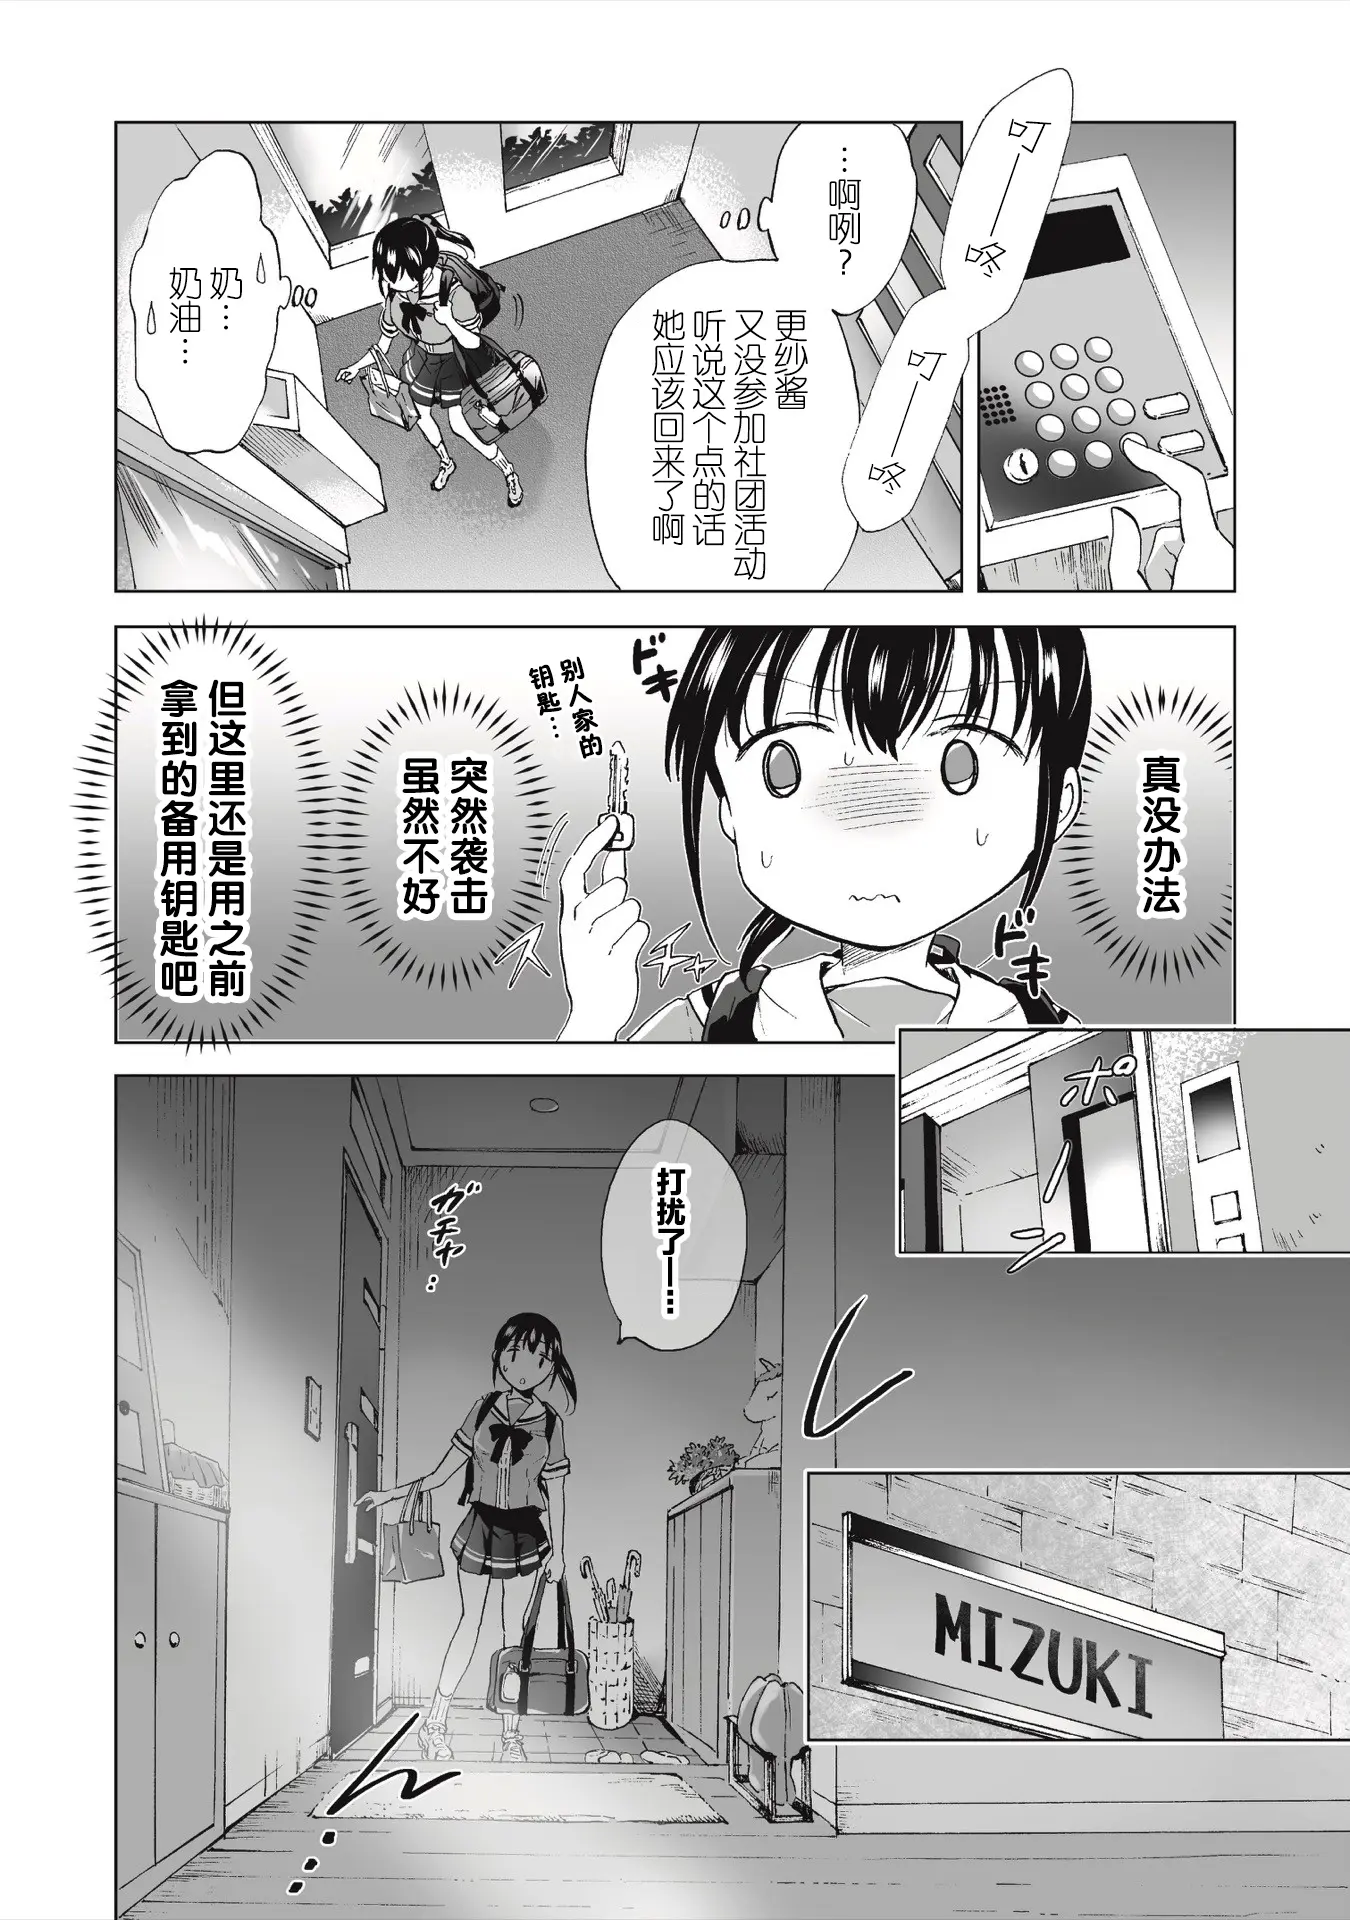 叮——咚
叮——咚
…啊咧?
更纱酱
又没参加社团活动
听说这个点的话
她应该回来了啊
奶…
奶油…
真没办法
ドキ
ドキ
别人家的
钥匙…
スチャ
突然袭击
虽然不好
但这里还是用之前
拿到的备用钥匙吧
ポーン
打扰了—…
ガチャ…
MIZUKI
しん……